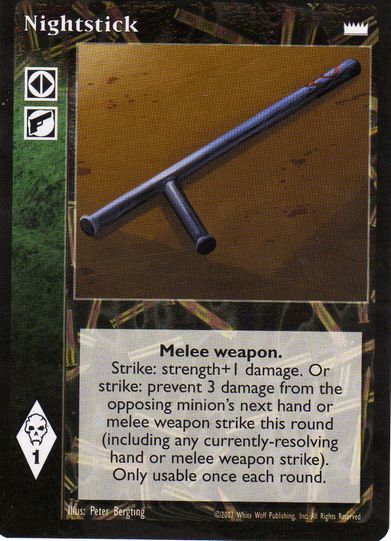 Nightstick
Melee weapon.
Strike: strength+1 damage. Or
strike: prevent 3 damage from the
opposing minion's next hand or
melee weapon strike this round
(including any currently-resolving
hand or melee weapon strike).
Only usable once each round.
1
Illus: Peter Bergting
©2007 White Wolf Publishing, Inc. All Rights Reserved